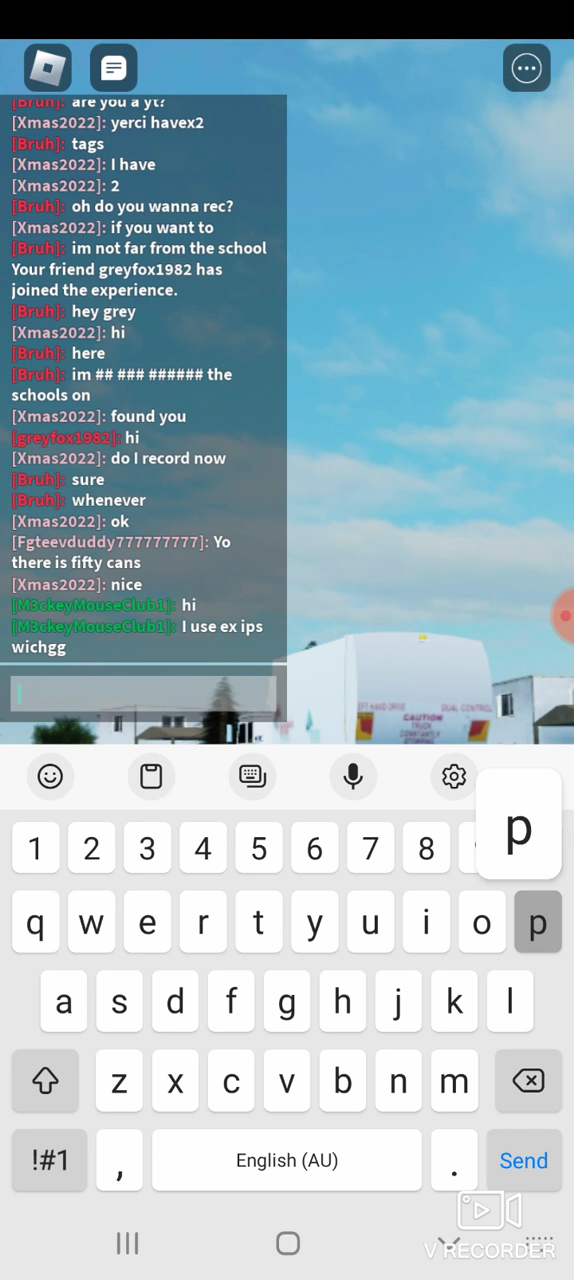 [Bruh]: are you a yt?
[Xmas2022]: yerci havex2
[Bruh]: tags
[Xmas2022]: I have
[Xmas2022]: 2
[Bruh]: oh do you wanna rec?
[Xmas2022]: if you want to
[Bruh]: im not far from the school
Your friend greyfox1982 has
joined the experience.
[Bruh]: hey grey
[Xmas2022]: hi
[Bruh]: here
[Bruh]: im ## ### ###### the
schools on
[Xmas2022]: found you
[greyfox1982]: hi
[Xmas2022]: do I record now
[Bruh]: sure
[Bruh]: whenever
[Xmas2022]: ok
[Fgteevduddy777777777]: Yo
there is fifty cans
[Xmas2022]: nice
[M3ckeyMouseClub1]: hi
[M3ckeyMouseClub1]: I use ex ips
wichgg
DUAL CONTROL
CAUTION
TRUCK
CONSTANTLY
STOPPING
p
1 2 3 4 5 6 7 8
q w e r t y u i o p
a s d f g h j k l
z x c v b n m
!#1 , English (AU) . Send
V RECORDER